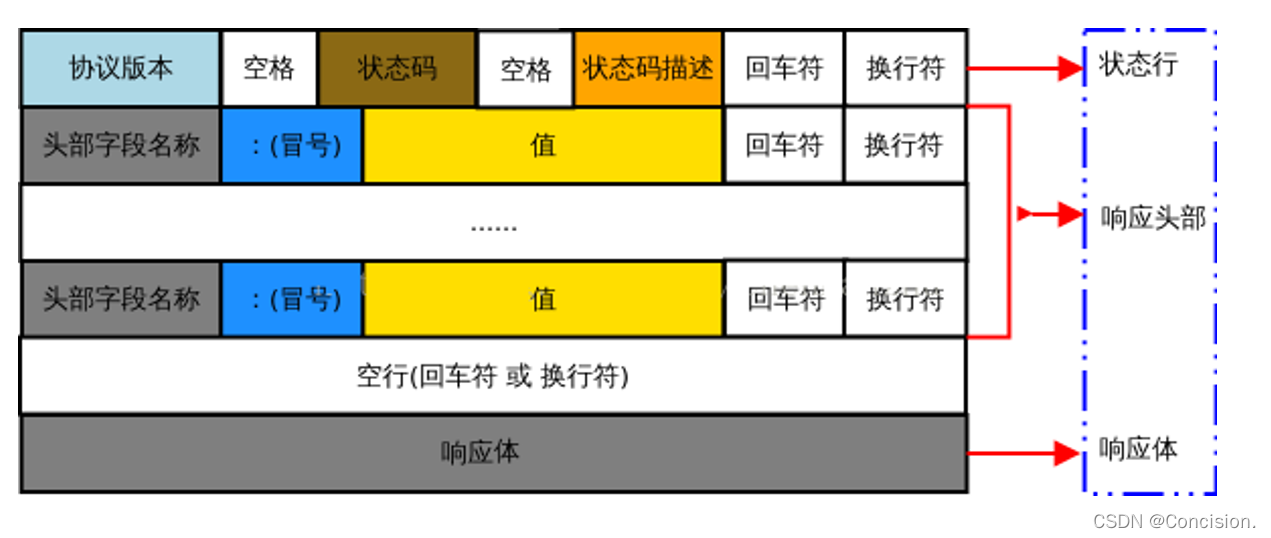 协议版本 空格 状态码 空格 状态码描述 回车符 换行符 状态行
头部字段名称 ：(冒号) 值 回车符 换行符
...... 响应头部
头部字段名称 ：(冒号) 值 回车符 换行符
空行(回车符 或 换行符)
响应体 响应体
CSDN @Concision.